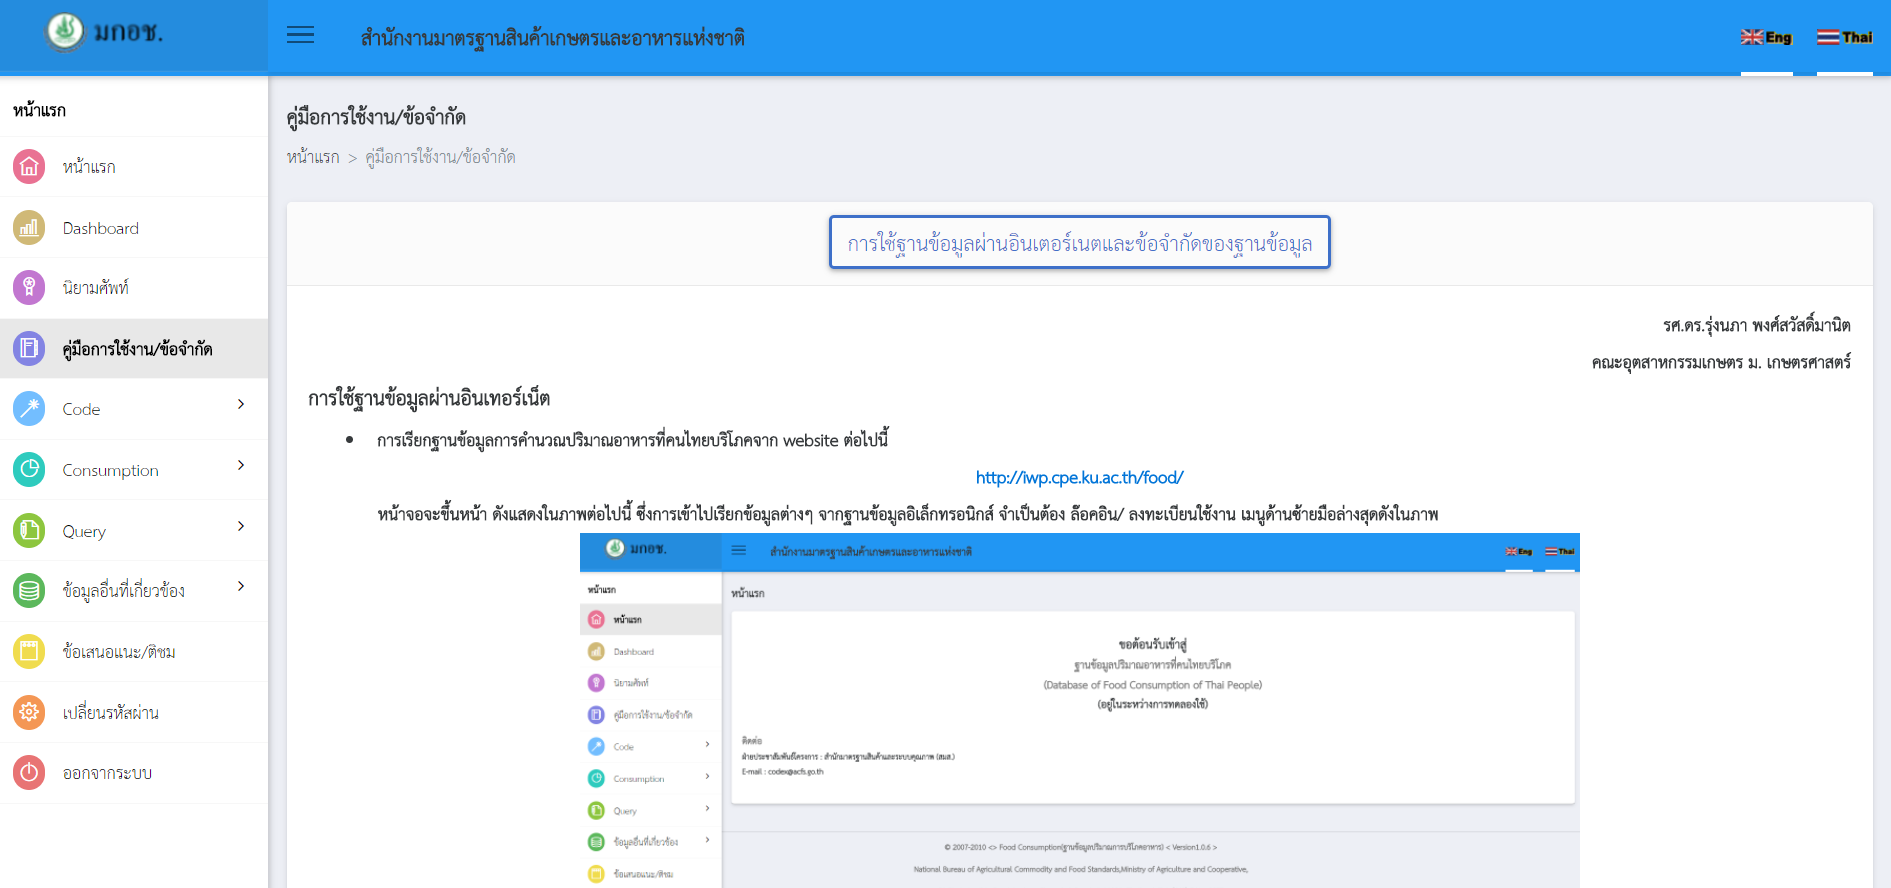 มกอช.
สำนักงานมาตรฐานสินค้าเกษตรและอาหารแห่งชาติ
Eng
Thai
หน้าแรก
หน้าแรก
Dashboard
นิยามศัพท์
คู่มือการใช้งาน/ข้อจำกัด
Code
Consumption
Query
ข้อมูลอื่นที่เกี่ยวข้อง
ข้อเสนอแนะ/ติชม
เปลี่ยนรหัสผ่าน
ออกจากระบบ
คู่มือการใช้งาน/ข้อจำกัด
หน้าแรก > คู่มือการใช้งาน/ข้อจำกัด
การใช้ฐานข้อมูลผ่านอินเตอร์เนตและข้อจำกัดของฐานข้อมูล
รศ.ดร.รุ่งนภา พงศ์สวัสดิ์มานิต
คณะอุตสาหกรรมเกษตร ม. เกษตรศาสตร์
การใช้ฐานข้อมูลผ่านอินเทอร์เน็ต
• การเรียกฐานข้อมูลการคำนวณปริมาณอาหารที่คนไทยบริโภคจาก website ต่อไปนี้
http://iwp.cpe.ku.ac.th/food/
หน้าจอจะขึ้นหน้า ดังแสดงในภาพต่อไปนี้ ซึ่งการเข้าไปเรียกข้อมูลต่างๆ จากฐานข้อมูลอิเล็กทรอนิกส์ จำเป็นต้อง ล๊อคอิน/ ลงทะเบียนใช้งาน เมนูด้านซ้ายมือล่างสุดดังในภาพ
มกอช.
สำนักงานมาตรฐานสินค้าเกษตรและอาหารแห่งชาติ
Eng
Thai
หน้าแรก
หน้าแรก
Dashboard
นิยามศัพท์
คู่มือการใช้งาน/ข้อจำกัด
Code
Consumption
Query
ข้อมูลอื่นที่เกี่ยวข้อง
ข้อเสนอแนะ/ติชม
หน้าแรก
ขอต้อนรับเข้าสู่
ฐานข้อมูลปริมาณอาหารที่คนไทยบริโภค
(Database of Food Consumption of Thai People)
(อยู่ในระหว่างการทดลองใช้)
ติดต่อ
ฝ่ายประชาสัมพันธ์โครงการ : สำนักมาตรฐานสินค้าและระบบคุณภาพ (สมส.)
E-mail : codex@acfs.go.th
© 2007-2010 <> Food Consumption(ฐานข้อมูลปริมาณการบริโภคอาหาร) < Version1.0.6 >
National Bureau of Agricultural Commodity and Food Standards,Ministry of Agriculture and Cooperative,